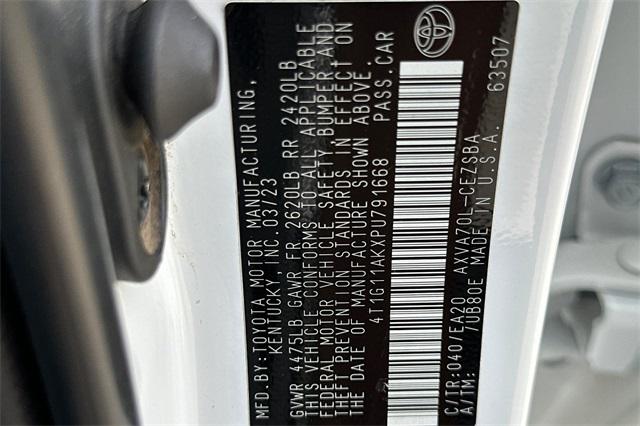 MFD BY:TOYOTA MOTOR MANUFACTURING,
KENTUCKY, INC. 03/23
GVWR 4475LB GAWR FR 2620LB RR 2420LB
THIS VEHICLE CONFORMS TO ALL APPLICABLE
FEDERAL MOTOR VEHICLE SAFETY, BUMPER AND
THEFT PREVENTION STANDARDS IN EFFECT ON
THE DATE OF MANUFACTURE SHOWN ABOVE.
4T1G11AKXPU791668 PASS.CAR
C/TR:040/EA20 AXVA70L-CEZSBA
A/TM: /UB80E MADE IN U.S.A. 63507